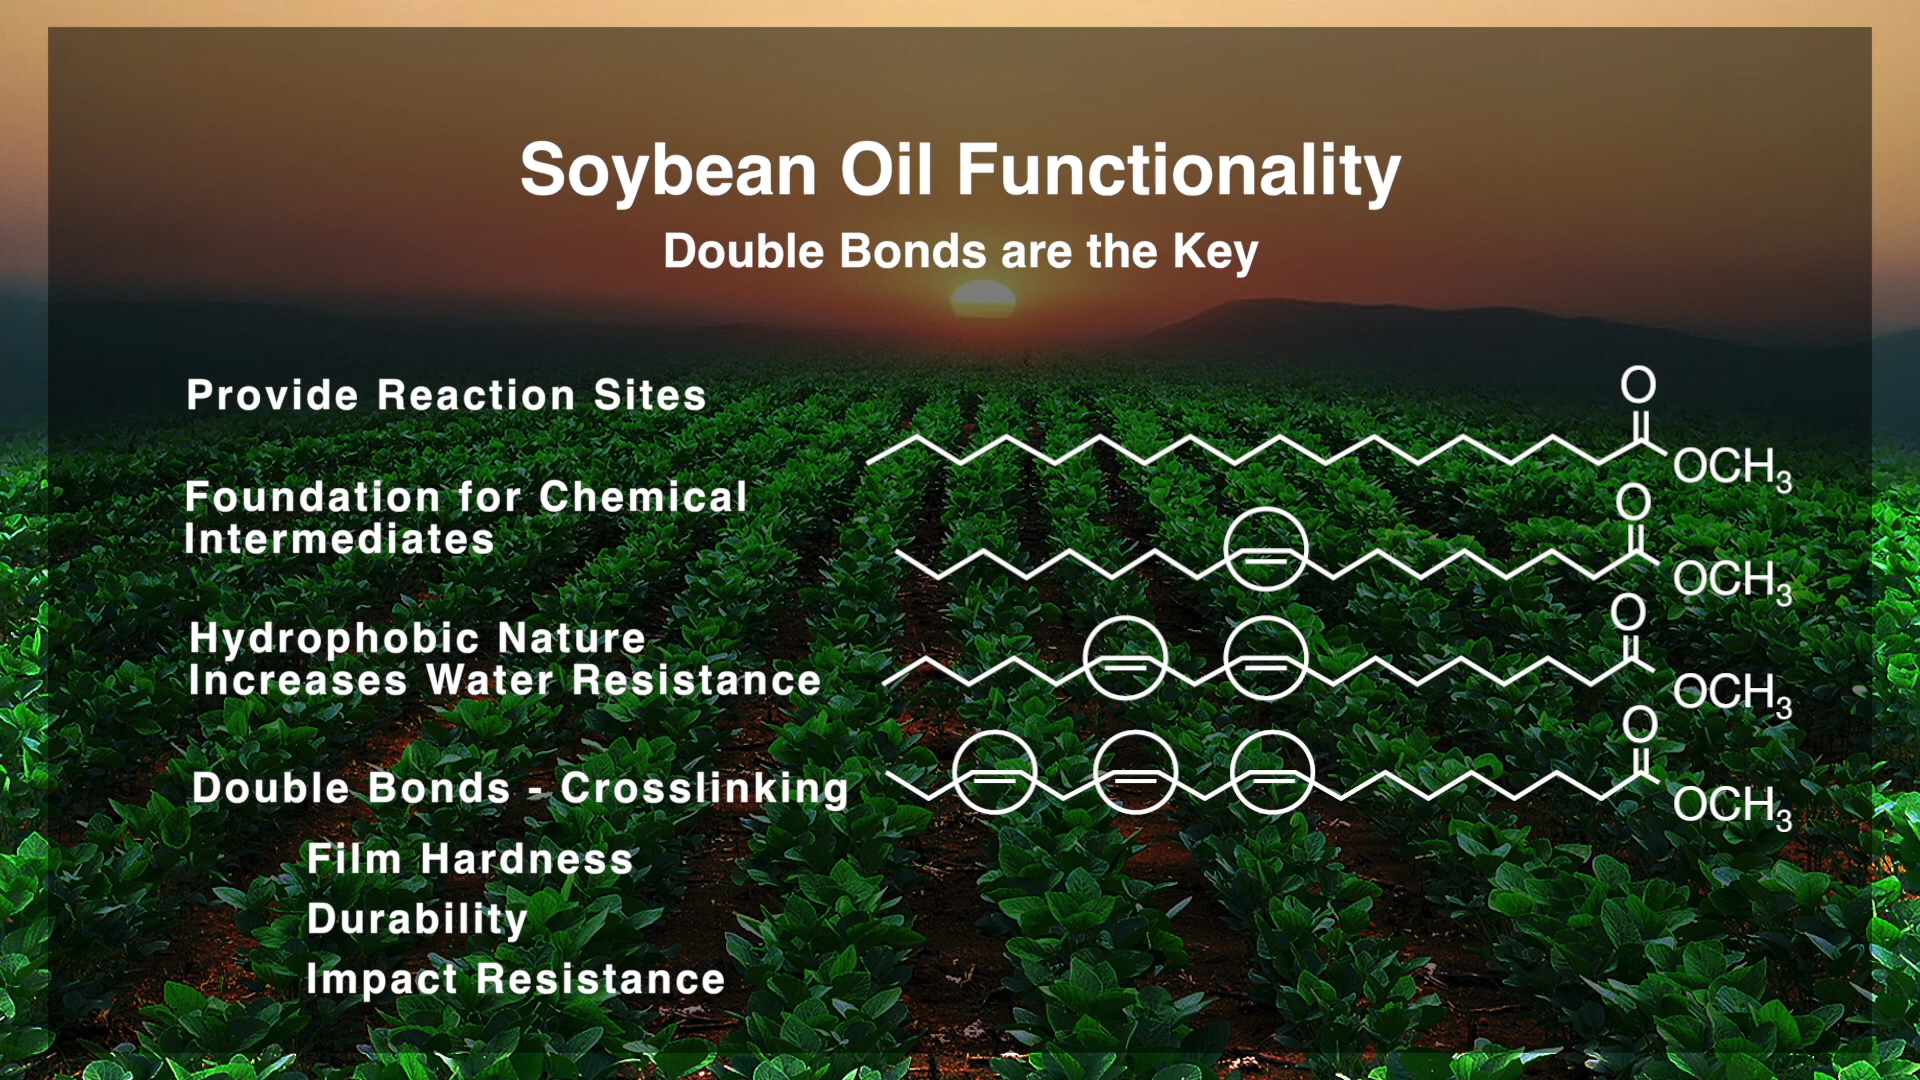 Soybean Oil Functionality
Double Bonds are the Key
Provide Reaction Sites
Foundation for Chemical
Intermediates
Hydrophobic Nature
Increases Water Resistance
Double Bonds - Crosslinking
Film Hardness
Durability
Impact Resistance
O
OCH3
O
OCH3
O
OCH3
O
OCH3